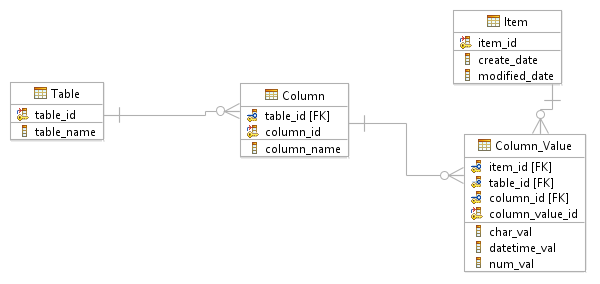 Item
item_id
create_date
modified_date
Table
table_id
table_name
Column
table_id [FK]
column_id
column_name
Column_Value
item_id [FK]
table_id [FK]
column_id [FK]
column_value_id
char_val
datetime_val
num_val